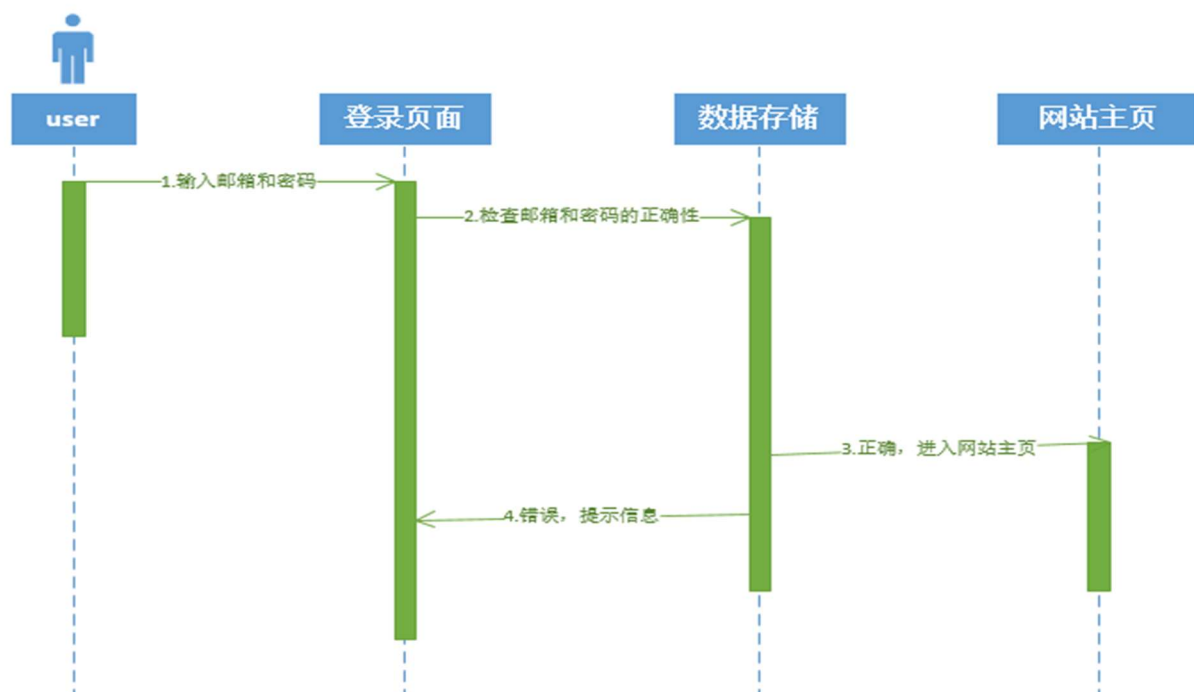 user
登录页面
数据存储
网站主页
1.输入邮箱和密码
2.检查邮箱和密码的正确性
3.正确，进入网站主页
4.错误，提示信息